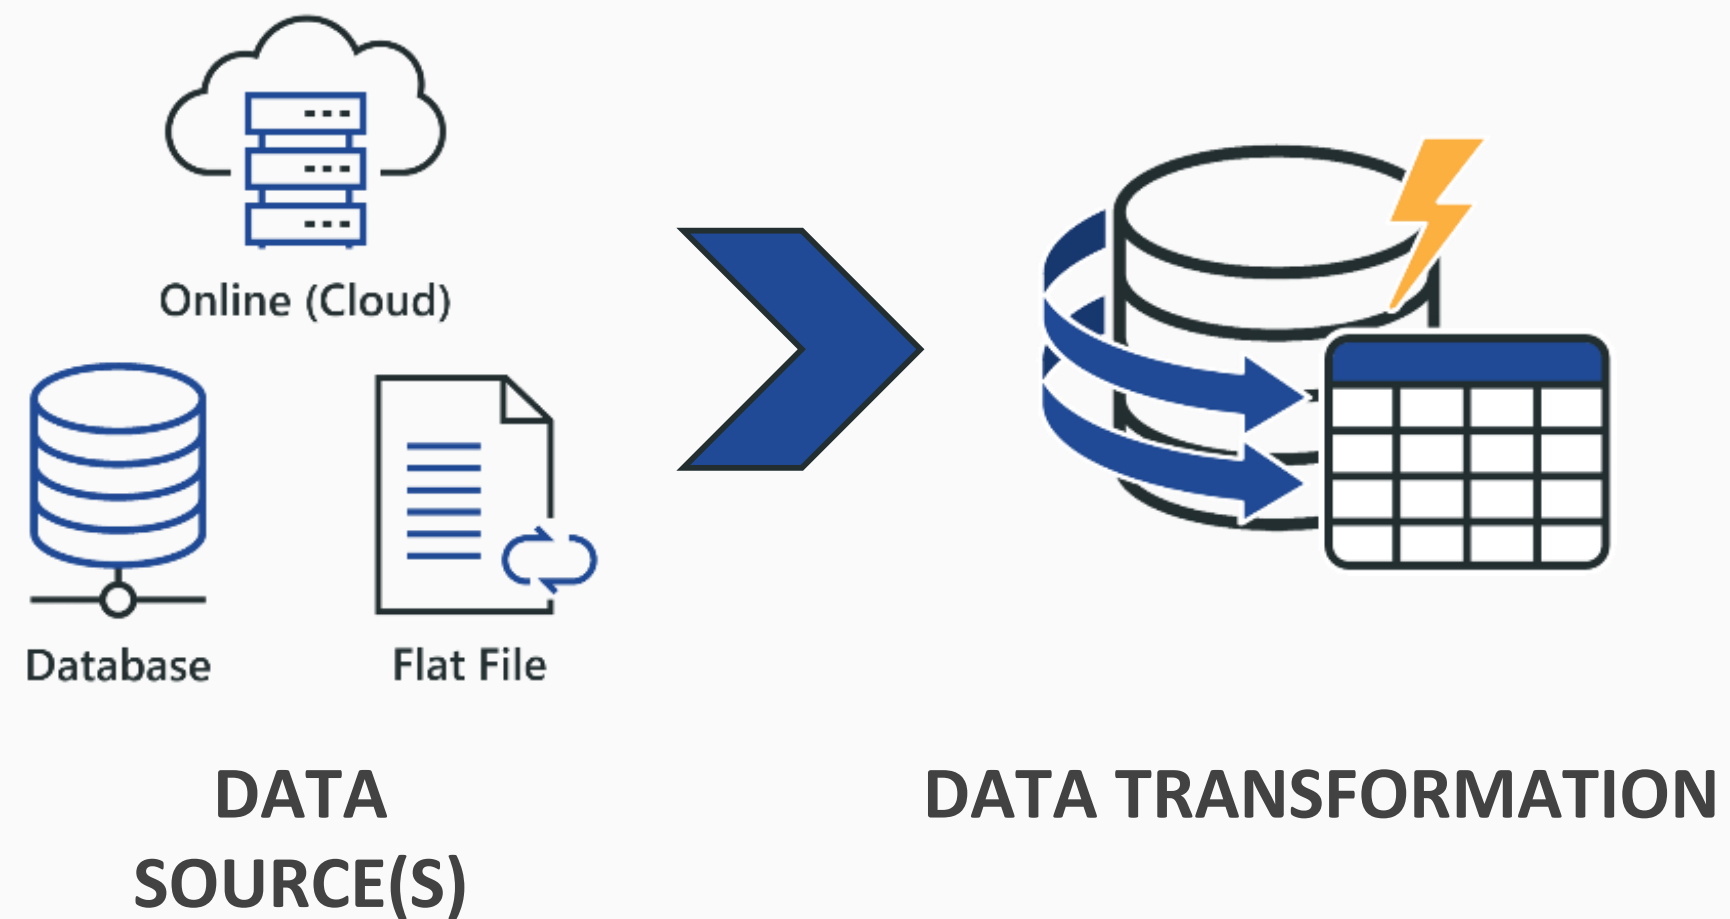 Online (Cloud)
Database
Flat File
DATA
SOURCE(S)
DATA TRANSFORMATION